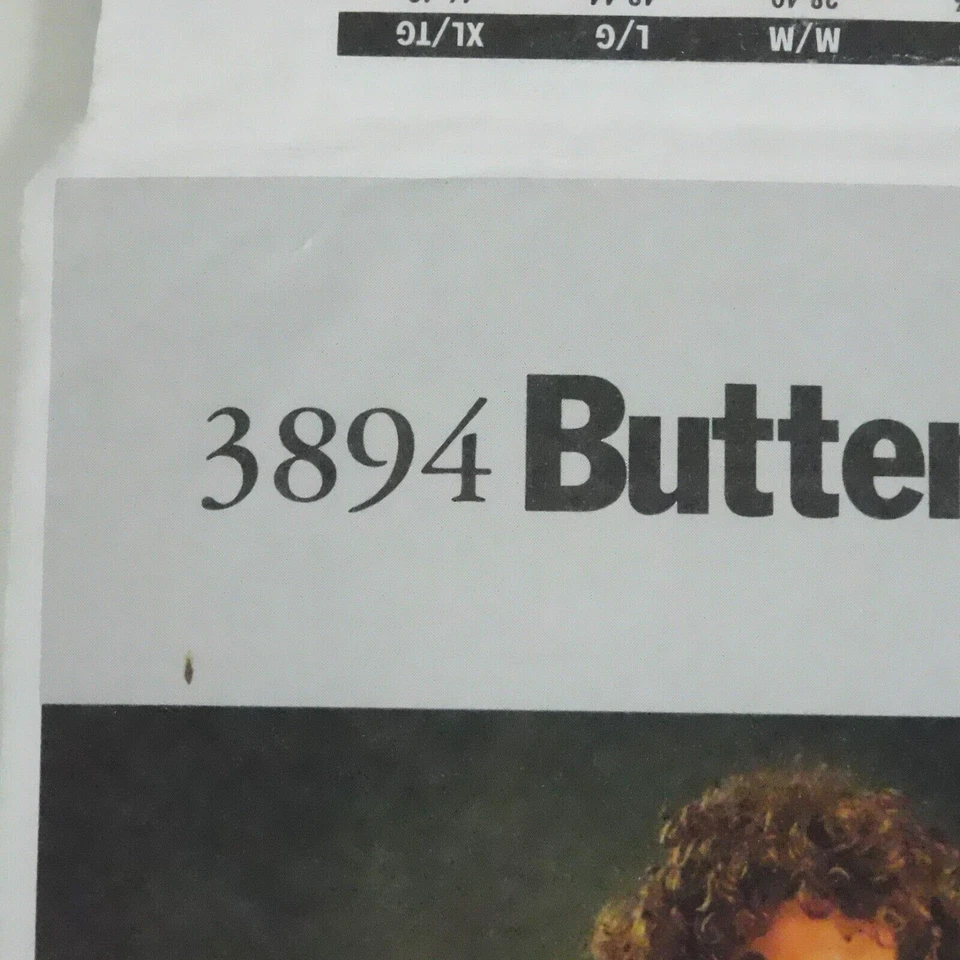 XL/TG L/G M/M
3894 Butter